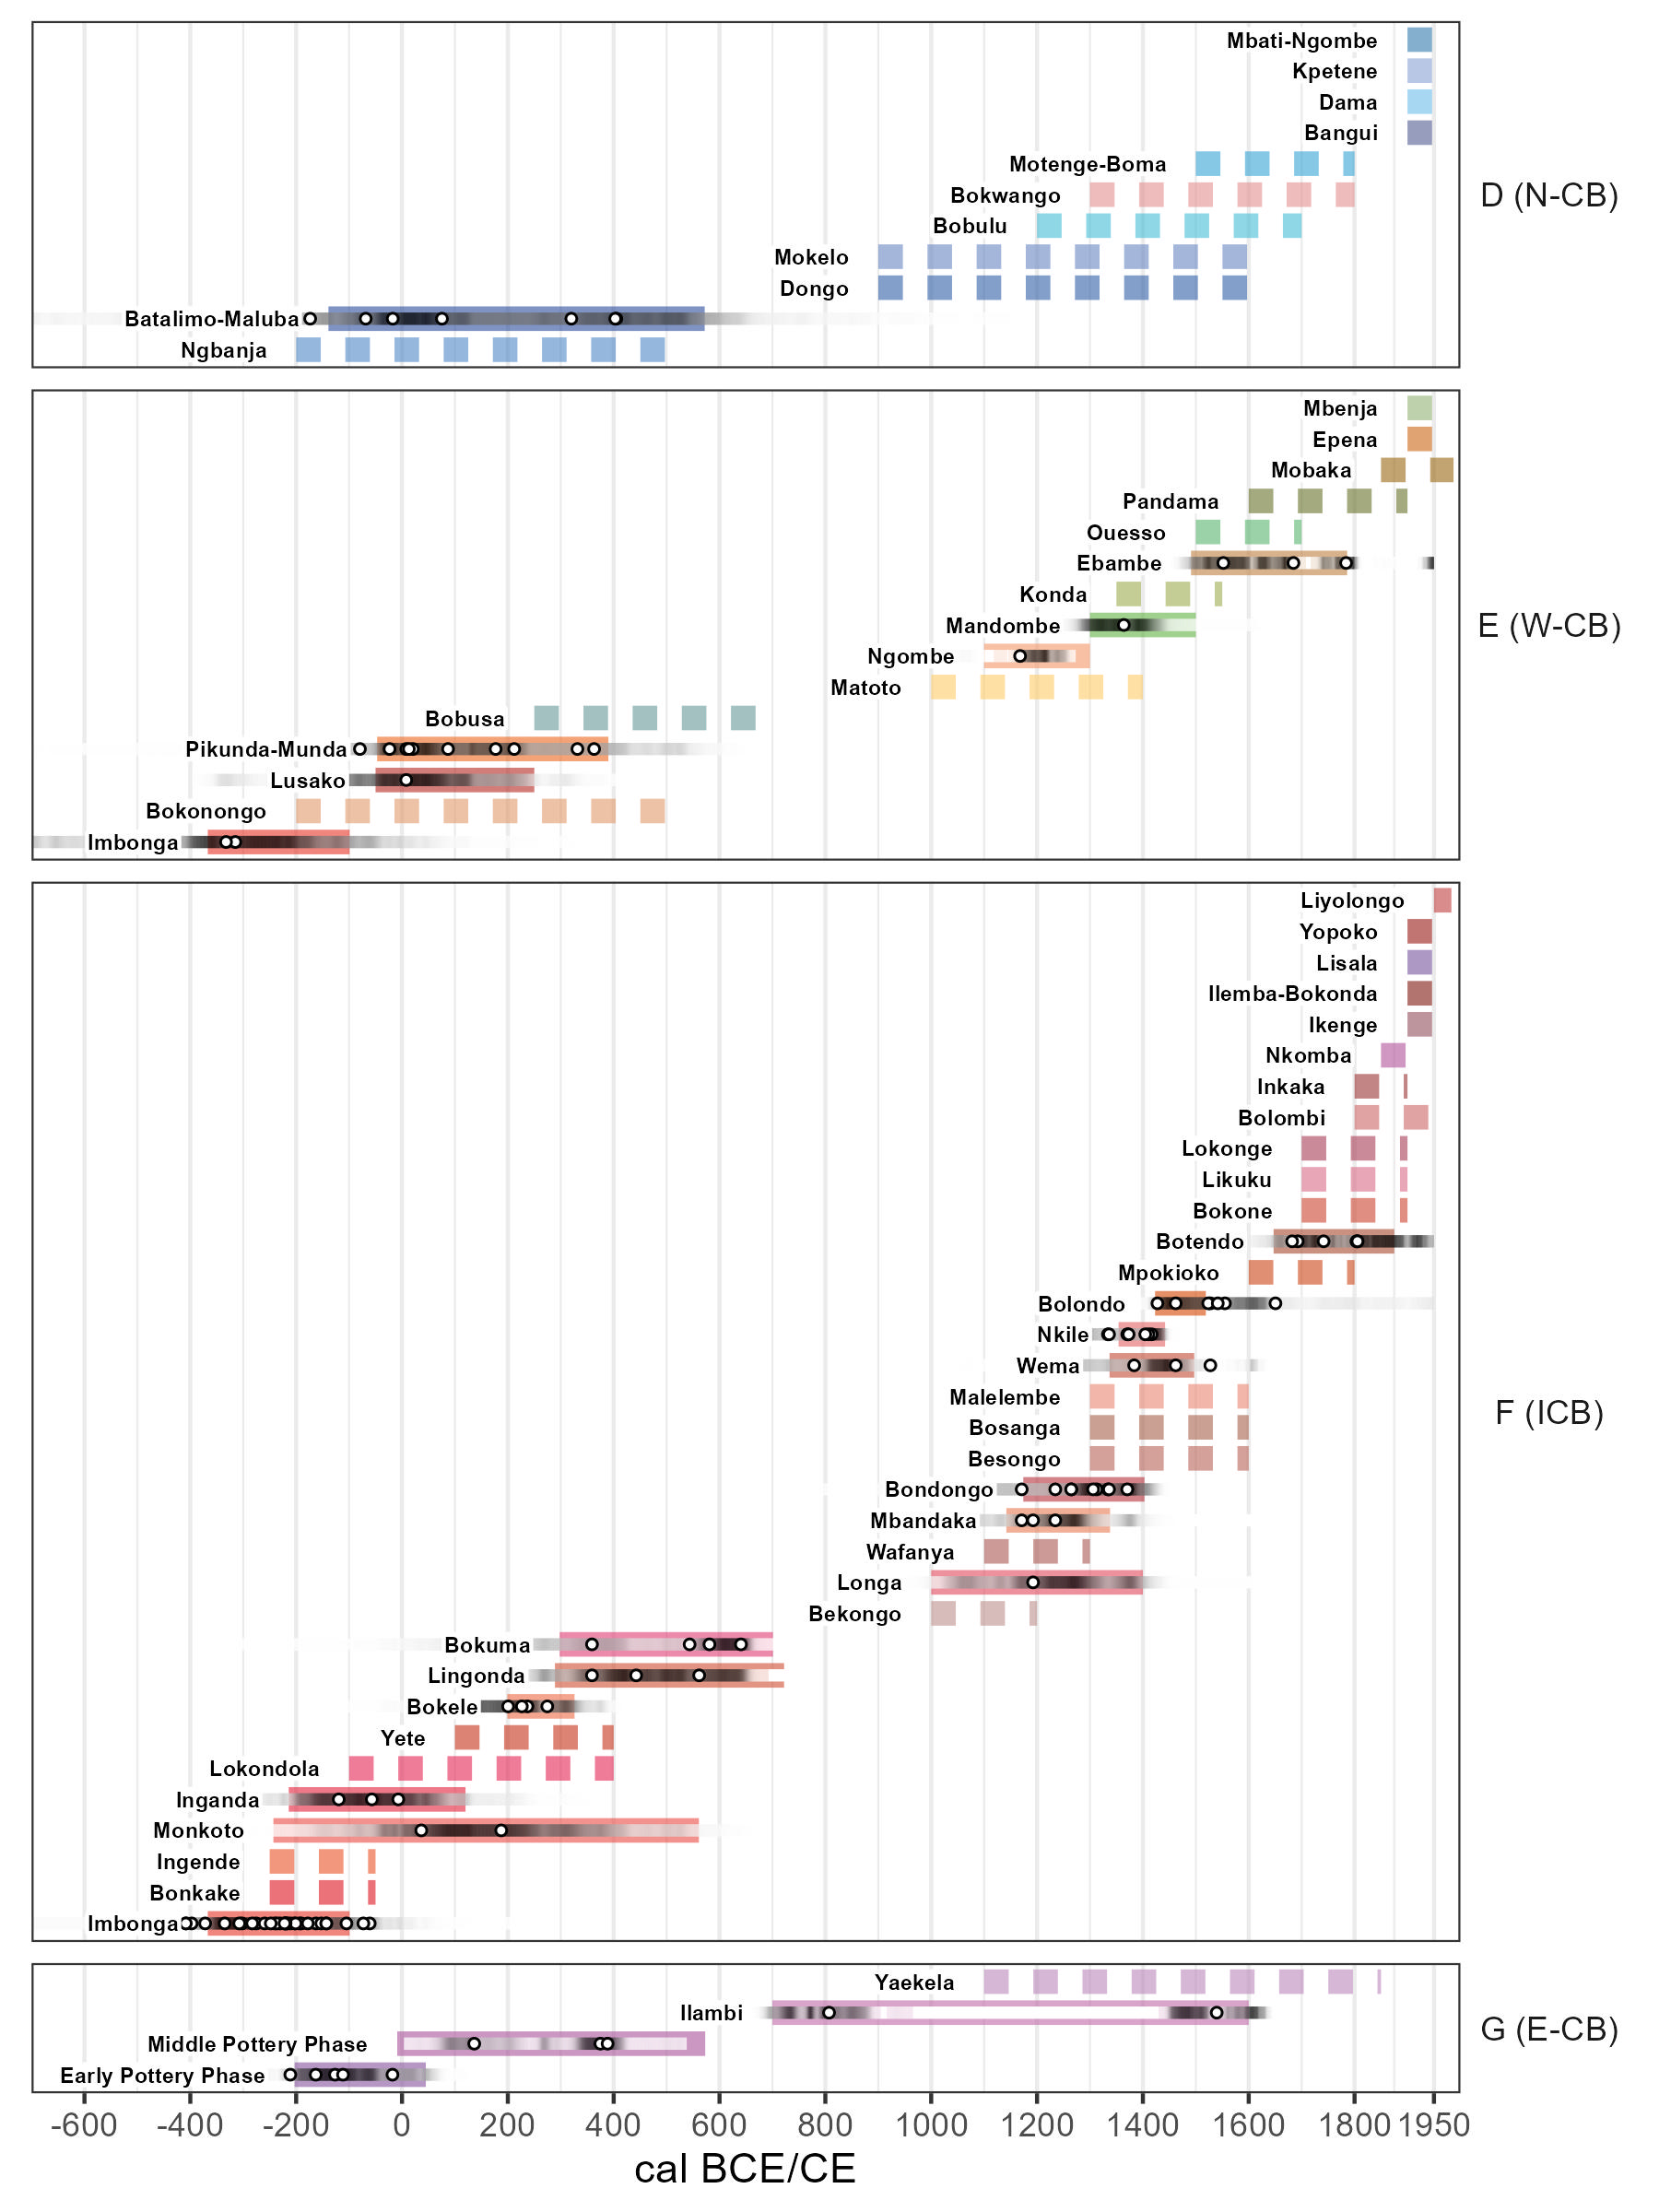 Mbati-Ngombe
Kpetene
Dama
Bangui
Motenge-Boma
Bokwango
Bobulu
Mokelo
Dongo
Batalimo-Maluba
Ngbanja
D (N-CB)
Mbenja
Epena
Mobaka
Pandama
Ouesso
Ebambe
Konda
Mandombe
Ngombe
Matoto
Bobusa
Pikunda-Munda
Lusako
Bokonongo
Imbonga
E (W-CB)
Liyolongo
Yopoko
Lisala
Ilemba-Bokonda
Ikenge
Nkomba
Inkaka
Bolombi
Lokonge
Likuku
Bokone
Botendo
Mpokioko
Bolondo
Nkile
Wema
Malelembe
Bosanga
Besongo
Bondongo
Mbandaka
Wafanya
Longa
Bekongo
Bokuma
Lingonda
Bokele
Yete
Lokondola
Inganda
Monkoto
Ingende
Bonkake
Imbonga
F (ICB)
Yaekela
Ilambi
Middle Pottery Phase
Early Pottery Phase
G (E-CB)
-600 -400 -200 0 200 400 600 800 1000 1200 1400 1600 1800 1950
cal BCE/CE